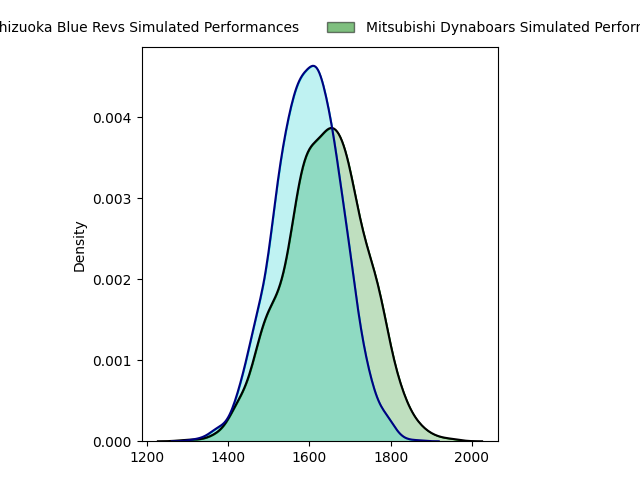 hizuoka Blue Revs Simulated Performances Mitsubishi Dynaboars Simulated Perfor
Density
0.004
0.003
0.002
0.001
0.000
1200 1400 1600 1800 2000